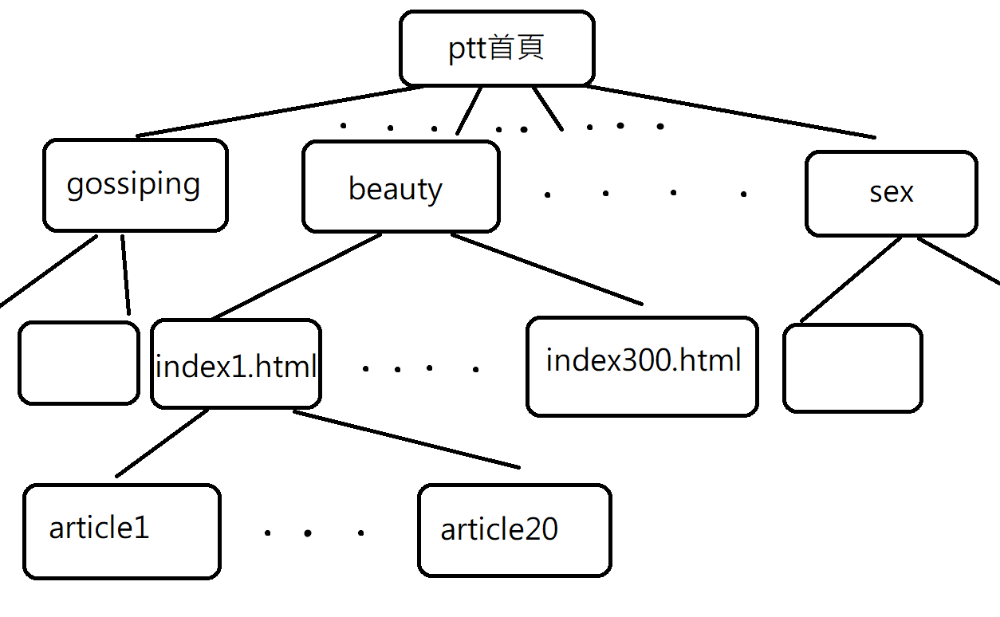 ptt首頁
gossiping
beauty
sex
index1.html
index300.html
article1
article20